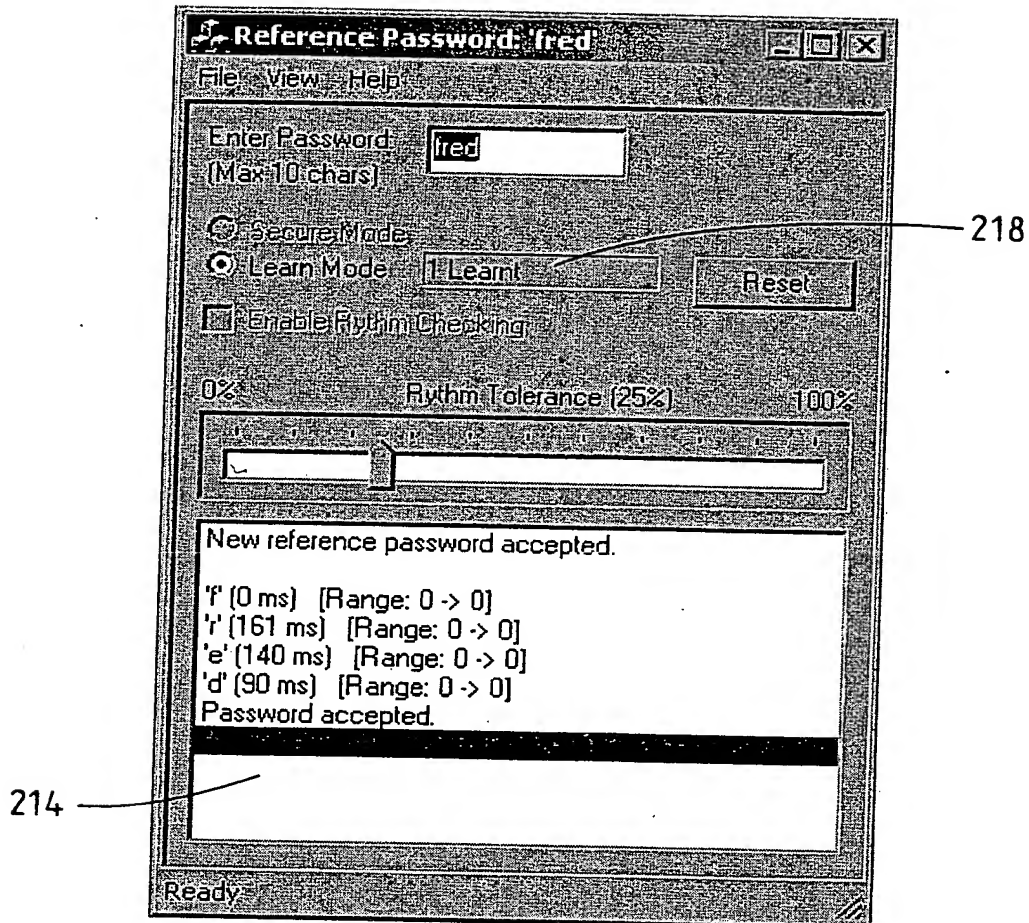 Reference Password: 'fred'
File View Help
Enter Password:
(Max 10 chars)
fred
Secure Mode
218
Learn Mode
1 Learnt
Reset
Enable Rythm Checking
0% Rythm Tolerance (25%) 100%
New reference password accepted.
'f' (0 ms) [Range: 0 -> 0]
'r' (161 ms) [Range: 0 -> 0]
'e' (140 ms) [Range: 0 -> 0]
'd' (90 ms) [Range: 0 -> 0]
Password accepted.
214
Ready